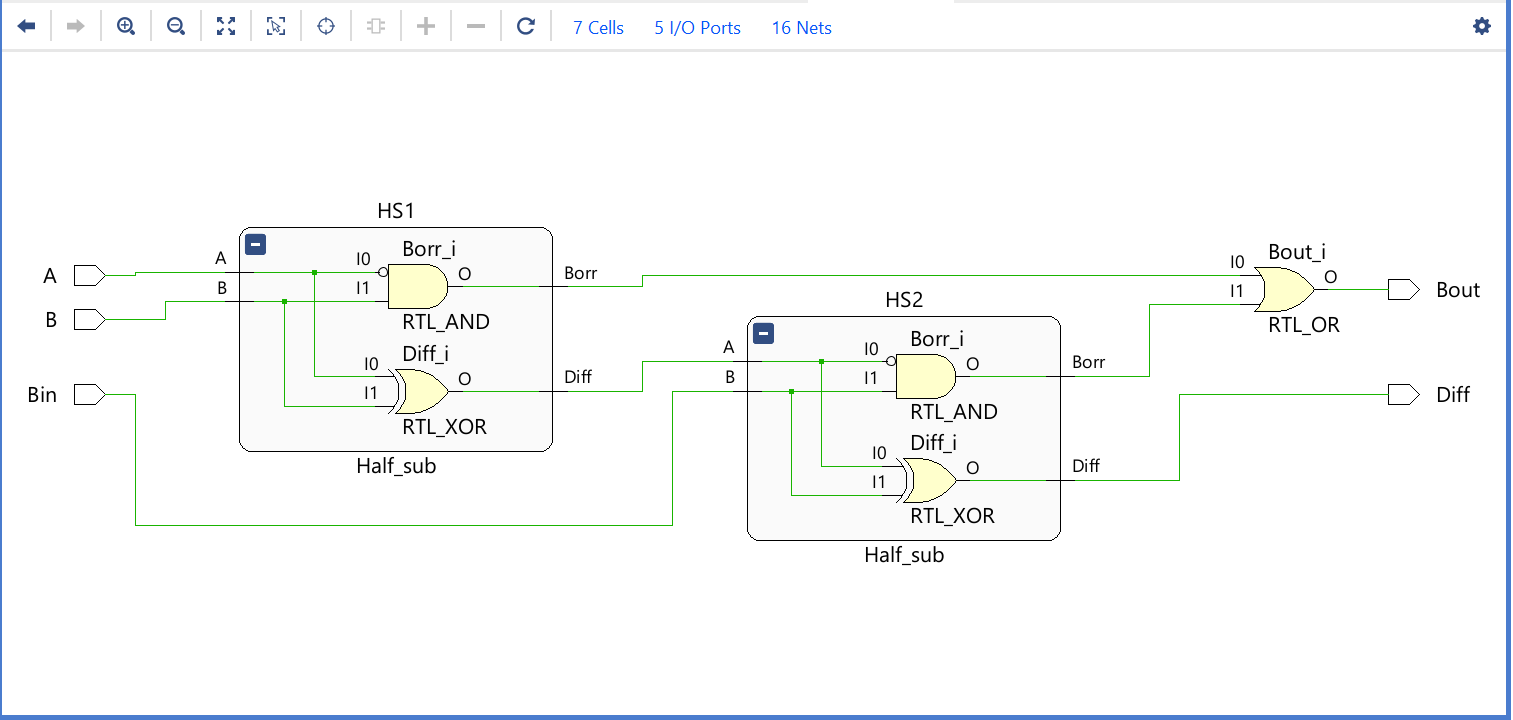 7 Cells 5 I/O Ports 16 Nets
HS1
A
B
I0
I1
Borr_i
O
RTL_AND
Borr
Diff_i
I0
I1
O
RTL_XOR
Diff
Half_sub
A
B
Bin
HS2
A
B
I0
I1
Borr_i
O
RTL_AND
Borr
Diff_i
I0
I1
O
RTL_XOR
Diff
Half_sub
Bout_i
I0
I1
O
RTL_OR
Bout
Diff